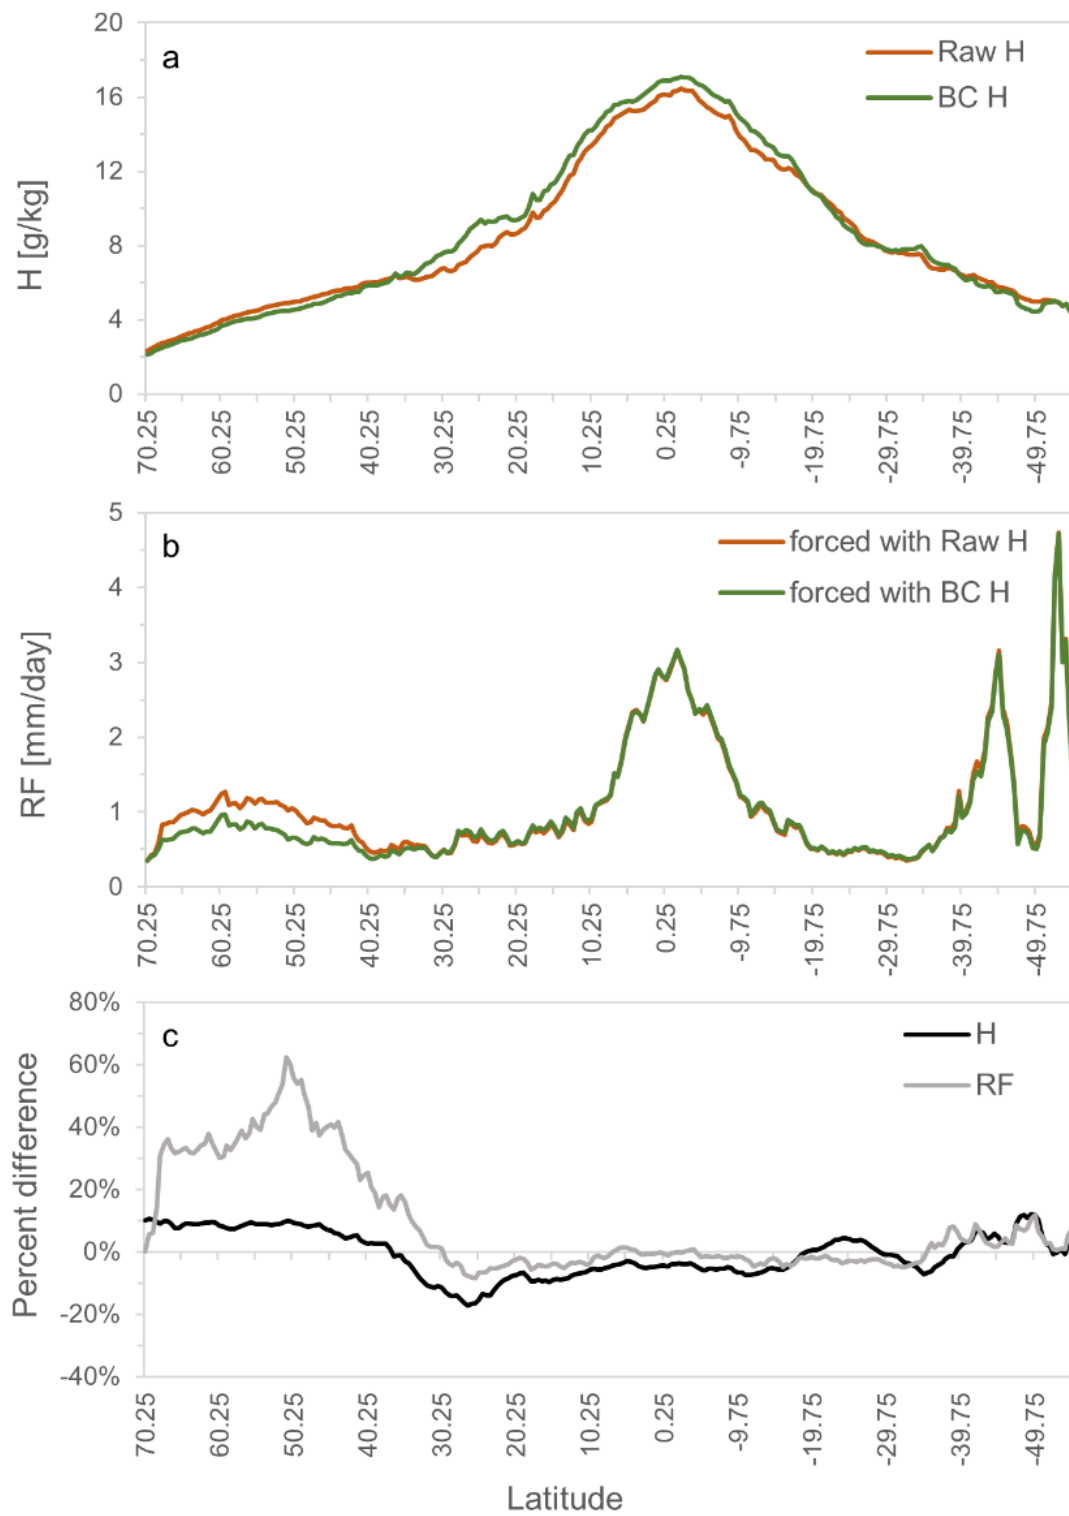 a
Raw H
BC H
H [g/kg]
20
16
12
8
4
0
70.25 60.25 50.25 40.25 30.25 20.25 10.25 0.25 -9.75 -19.75 -29.75 -39.75 -49.75
b
forced with Raw H
forced with BC H
RF [mm/day]
5
4
3
2
1
0
70.25 60.25 50.25 40.25 30.25 20.25 10.25 0.25 -9.75 -19.75 -29.75 -39.75 -49.75
c
H
RF
Percent difference
80%
60%
40%
20%
0%
-20%
-40%
70.25 60.25 50.25 40.25 30.25 20.25 10.25 0.25 -9.75 -19.75 -29.75 -39.75 -49.75
Latitude